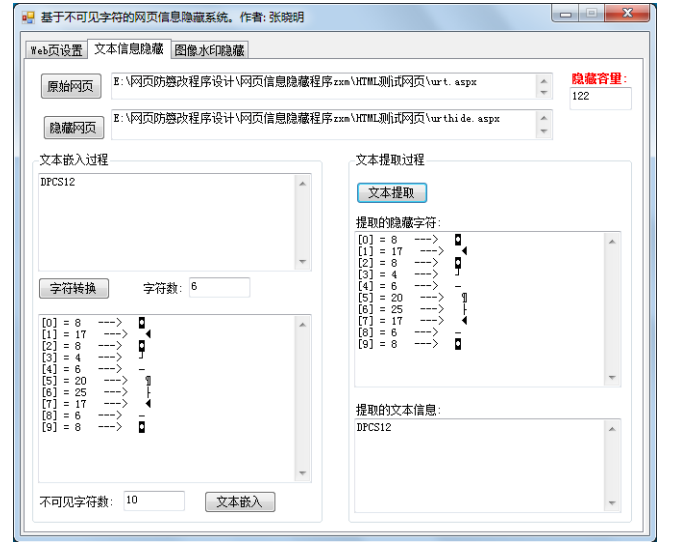 基于不可见字符的网页信息隐藏系统。作者：张晓明
Web页设置 文本信息隐藏 图像水印隐藏
原始网页 E:\网页防篡改程序设计\网页信息隐藏程序zxm\HTML测试网页\urt.aspx 隐藏容里：
122
隐藏网页 E:\网页防篡改程序设计\网页信息隐藏程序zxm\HTML测试网页\urthide.aspx
文本嵌入过程
DPCS12
字符转换 字符数： 6
[0] = 8 ---> ◘
[1] = 17 ---> ◄
[2] = 8 ---> ◘
[3] = 4 ---> ┘
[4] = 6 ---> –
[5] = 20 ---> ¶
[6] = 25 ---> ├
[7] = 17 ---> ◄
[8] = 6 ---> –
[9] = 8 ---> ◘
不可见字符数： 10 文本嵌入
文本提取过程
文本提取
提取的隐藏字符：
[0] = 8 ---> ◘
[1] = 17 ---> ◄
[2] = 8 ---> ◘
[3] = 4 ---> ┘
[4] = 6 ---> –
[5] = 20 ---> ¶
[6] = 25 ---> ├
[7] = 17 ---> ◄
[8] = 6 ---> –
[9] = 8 ---> ◘
提取的文本信息：
DPCS12